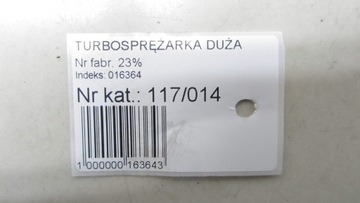 TURBOSPRĘŻARKA DUŻA
Nr fabr. 23%
Indeks: 016364
Nr kat.: 117/014
1 000000 163643